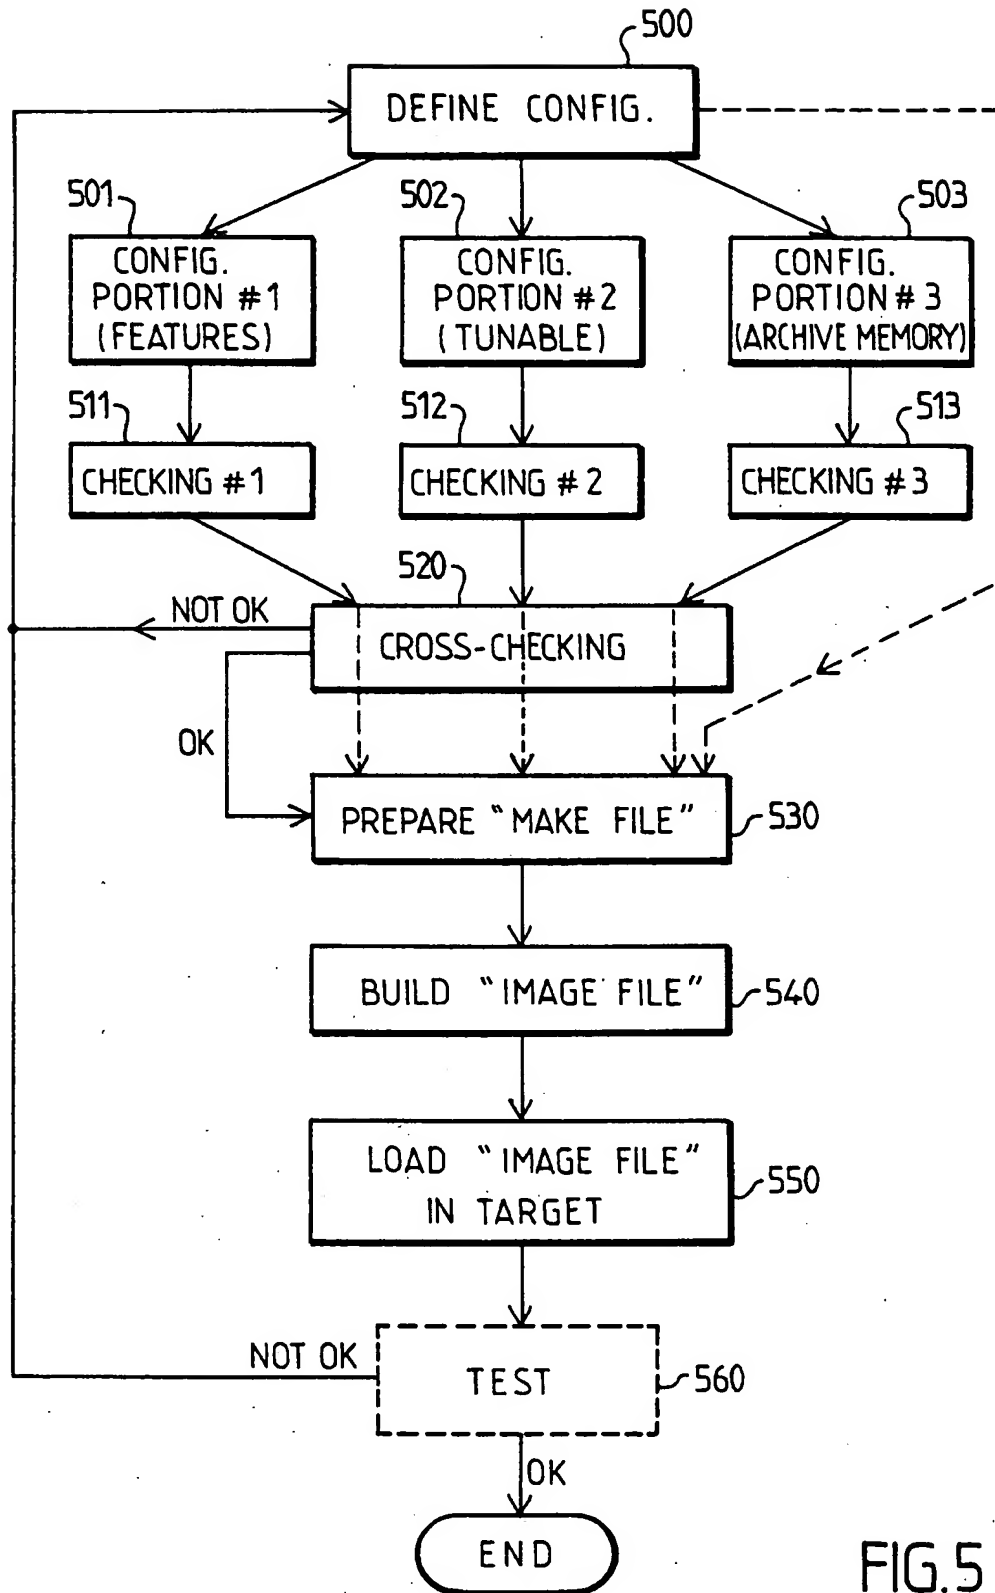 500
DEFINE CONFIG.
501
502
503
CONFIG.
PORTION #1
(FEATURES)
CONFIG.
PORTION #2
(TUNABLE)
CONFIG.
PORTION #3
(ARCHIVE MEMORY)
511
512
513
CHECKING #1
CHECKING #2
CHECKING #3
520
NOT OK
CROSS-CHECKING
OK
PREPARE "MAKE FILE"
530
BUILD "IMAGE FILE"
540
LOAD "IMAGE FILE"
IN TARGET
550
NOT OK
TEST
560
OK
END
FIG.5